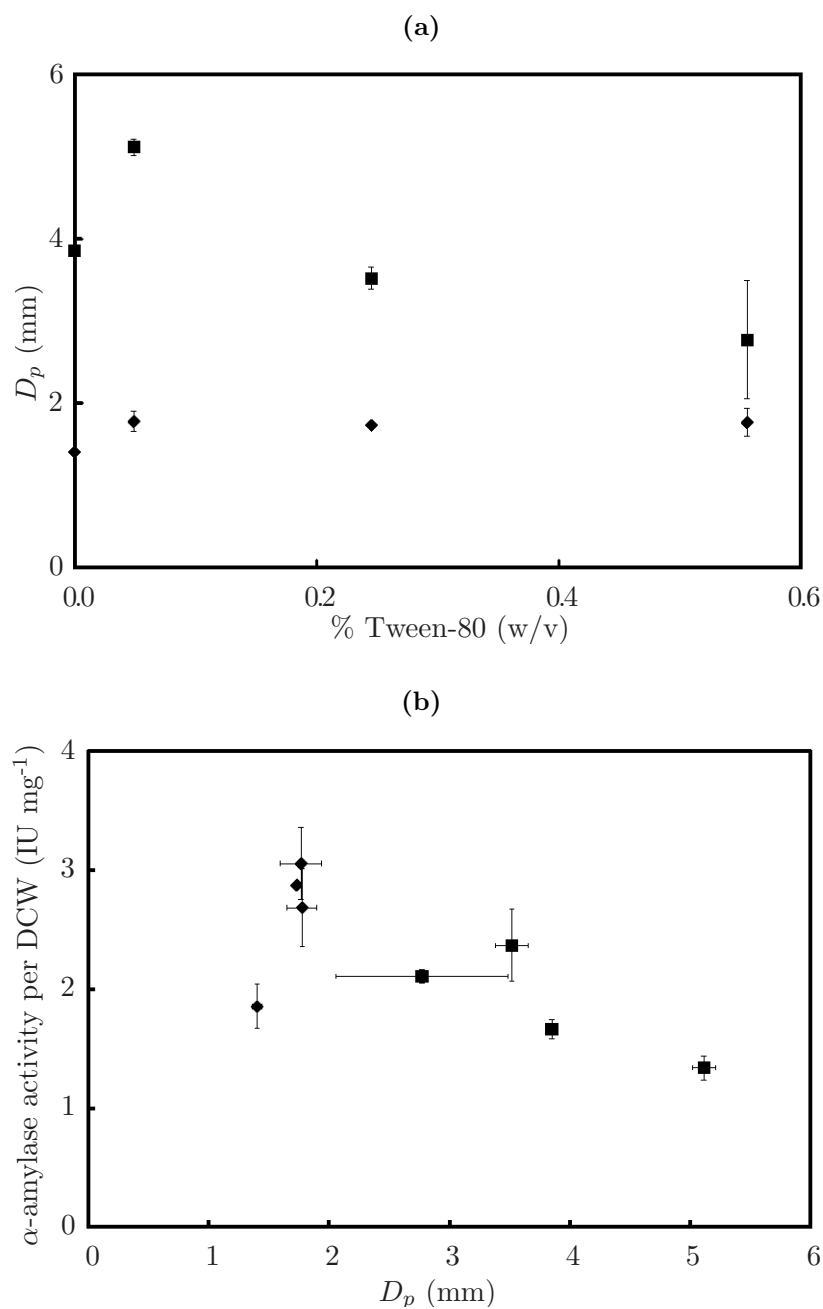 (a)
6
4
2
0
D_p (mm)
0.0 0.2 0.4 0.6
% Tween-80 (w/v)
(b)
4
3
2
1
0
α-amylase activity per DCW (IU mg⁻¹)
0 1 2 3 4 5 6
D_p (mm)